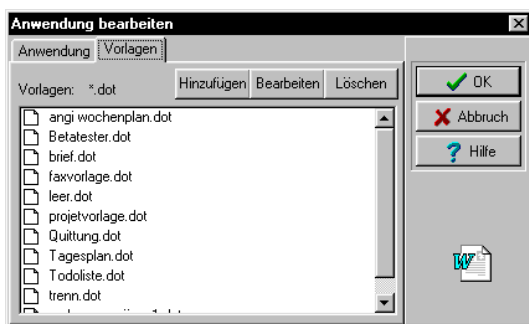 Anwendung bearbeiten
Anwendung Vorlagen
Vorlagen: *.dot Hinzufügen Bearbeiten Löschen
angi wochenplan.dot
Betatester.dot
brief.dot
faxvorlage.dot
leer.dot
projetvorlage.dot
Quittung.dot
Tagesplan.dot
Todoliste.dot
trenn.dot
OK
Abbruch
Hilfe
W